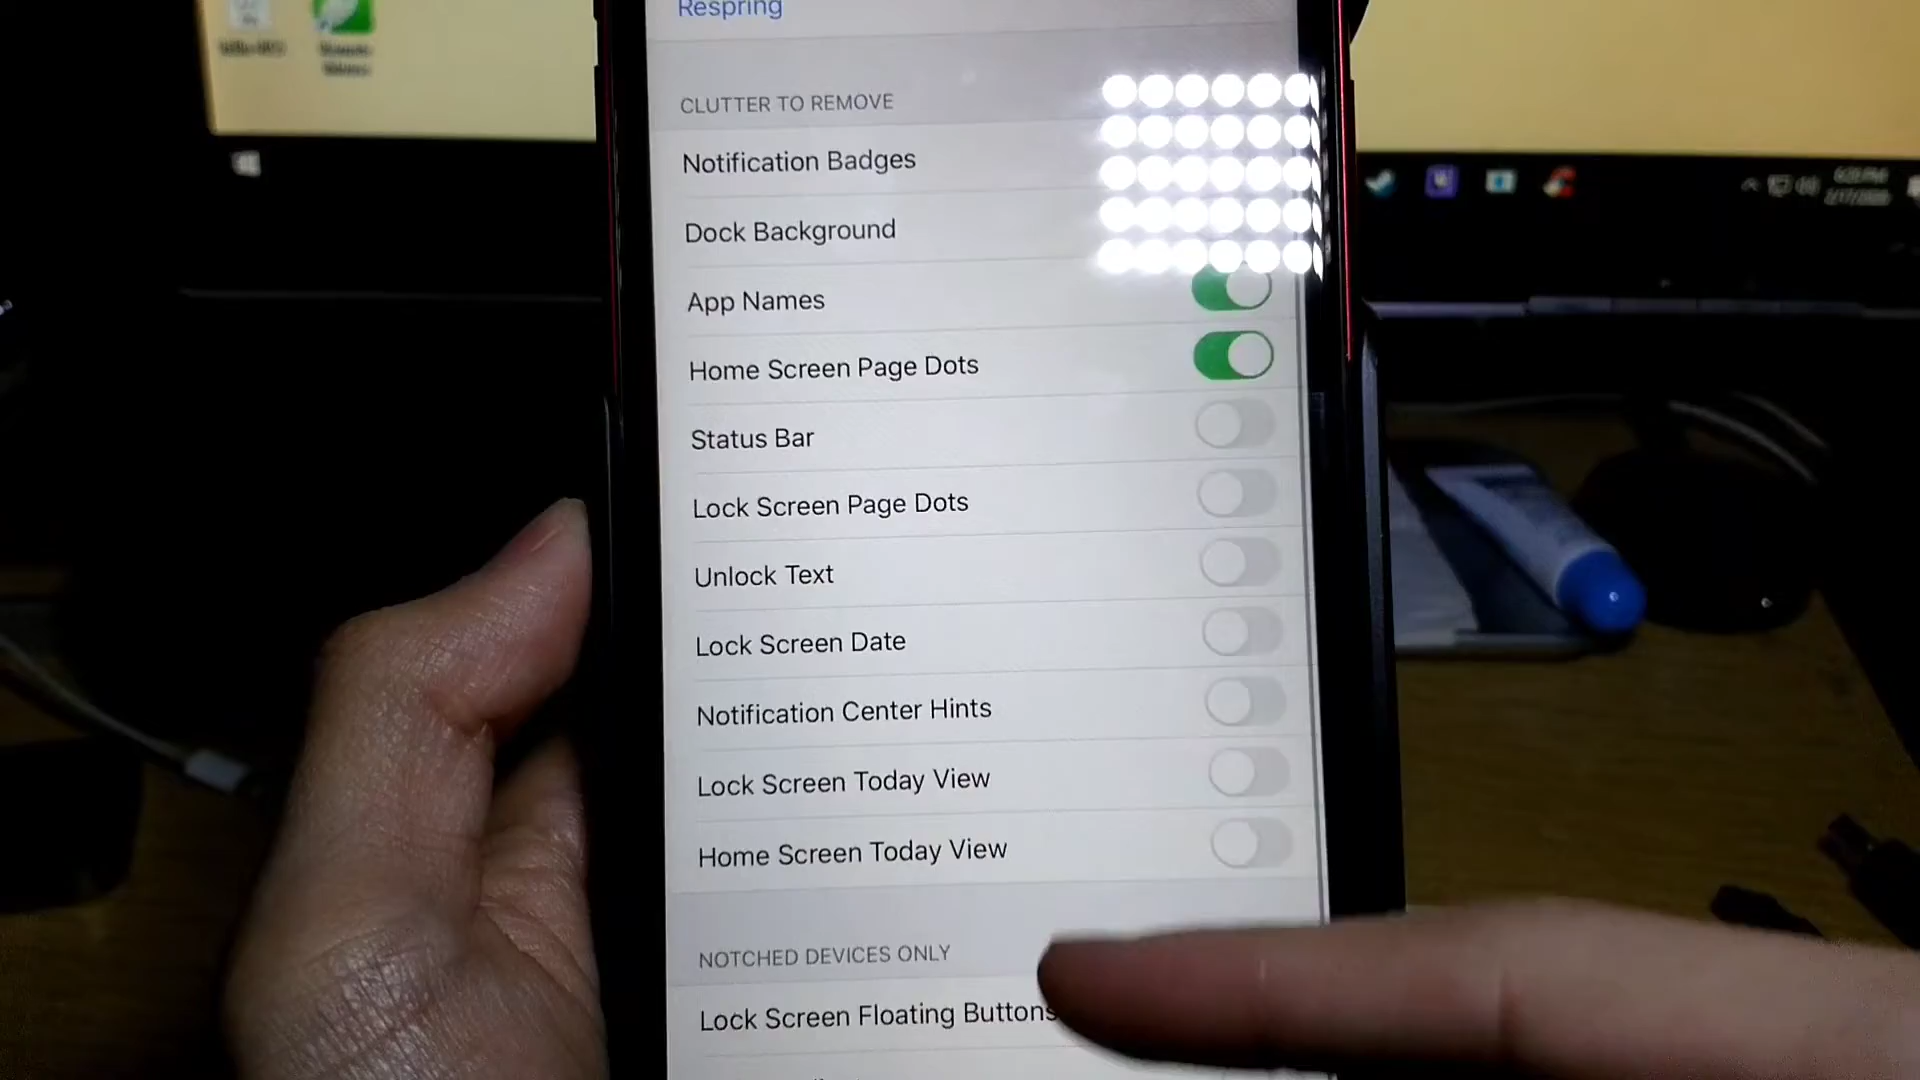 Respring
CLUTTER TO REMOVE
Notification Badges
Dock Background
App Names
Home Screen Page Dots
Status Bar
Lock Screen Page Dots
Unlock Text
Lock Screen Date
Notification Center Hints
Lock Screen Today View
Home Screen Today View
NOTCHED DEVICES ONLY
Lock Screen Floating Buttons